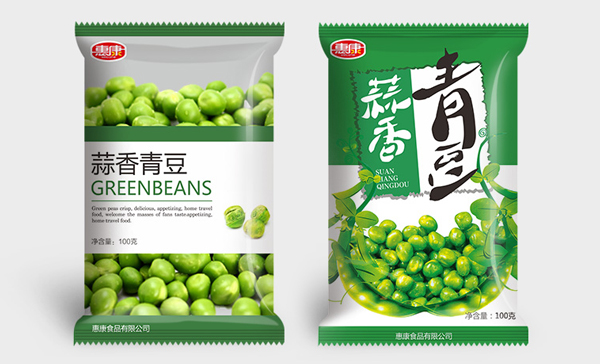 惠康
蒜香青豆
GREENBEANS
Green peas crisp, delicious, appetizing, home travel
food, welcome the masses of fans taste-appetizing,
home-travel food.
净含量：100克
惠康食品有限公司
惠康
蒜香
青豆
SUAN
XIANG
QINGDOU
净含量：100克
惠康食品有限公司